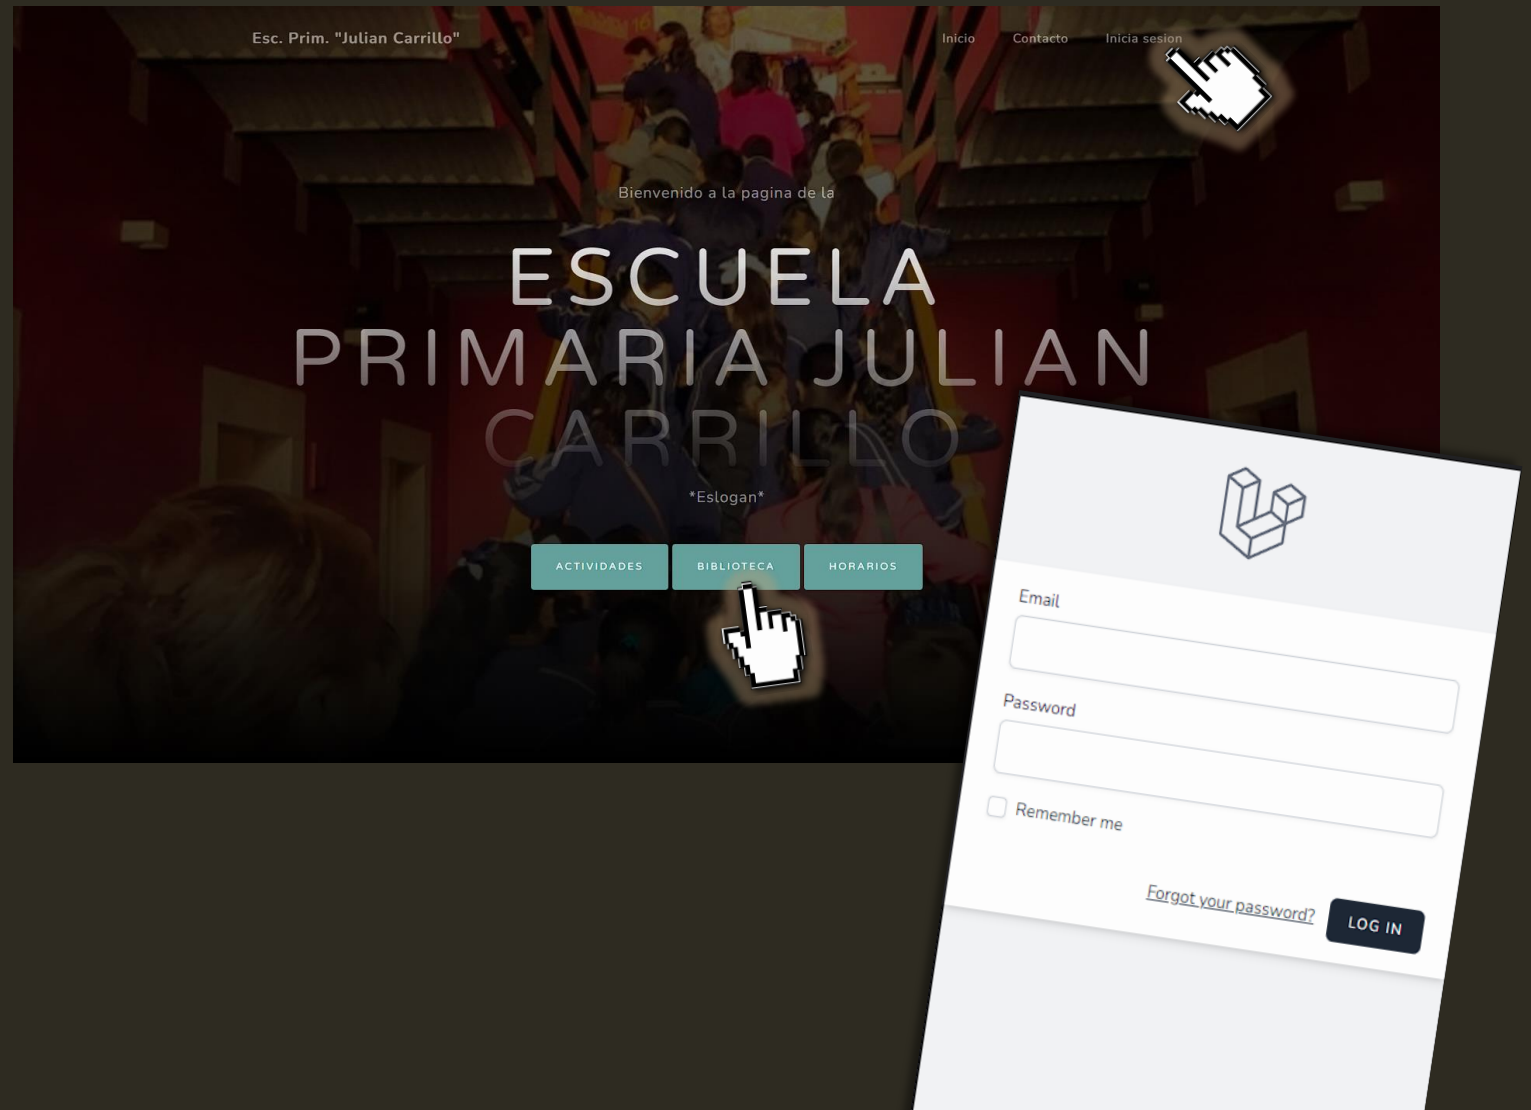 Esc. Prim. "Julian Carrillo"
Inicio
Contacto
Inicia sesion
Bienvenido a la pagina de la
ESCUELA
PRIMARIA JULIAN
CARRILLO
*Eslogan*
ACTIVIDADES
BIBLIOTECA
HORARIOS
Email
Password
Remember me
Forgot your password?
LOG IN